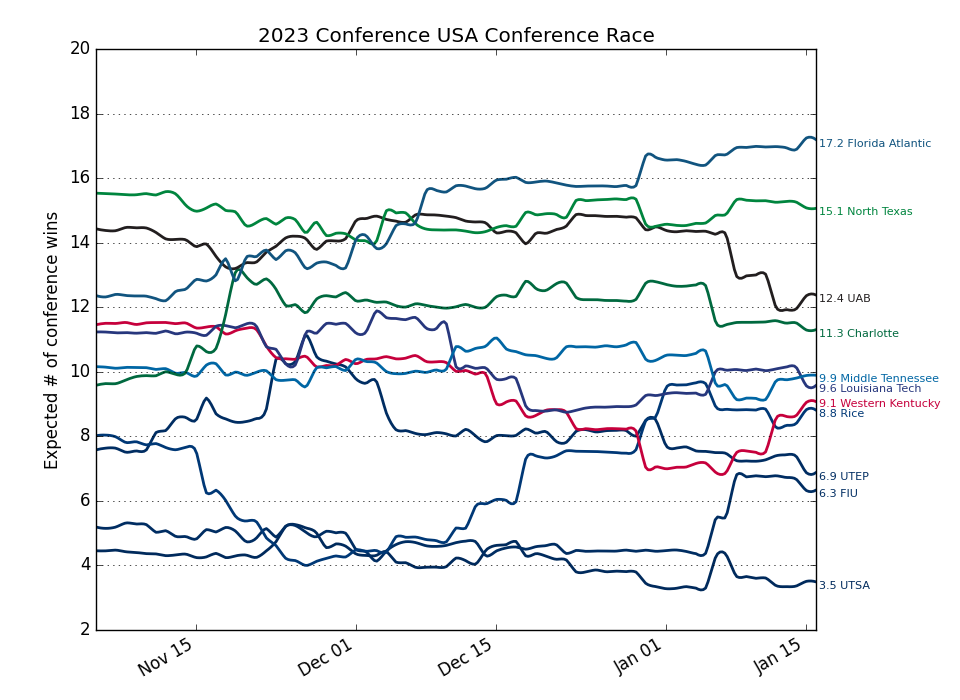 2023 Conference USA Conference Race
Expected # of conference wins
20
18
16
14
12
10
8
6
4
2
Nov 15
Dec 01
Dec 15
Jan 01
Jan 15
17.2 Florida Atlantic
15.1 North Texas
12.4 UAB
11.3 Charlotte
9.9 Middle Tennessee
9.6 Louisiana Tech
9.1 Western Kentucky
8.8 Rice
6.9 UTEP
6.3 FIU
3.5 UTSA